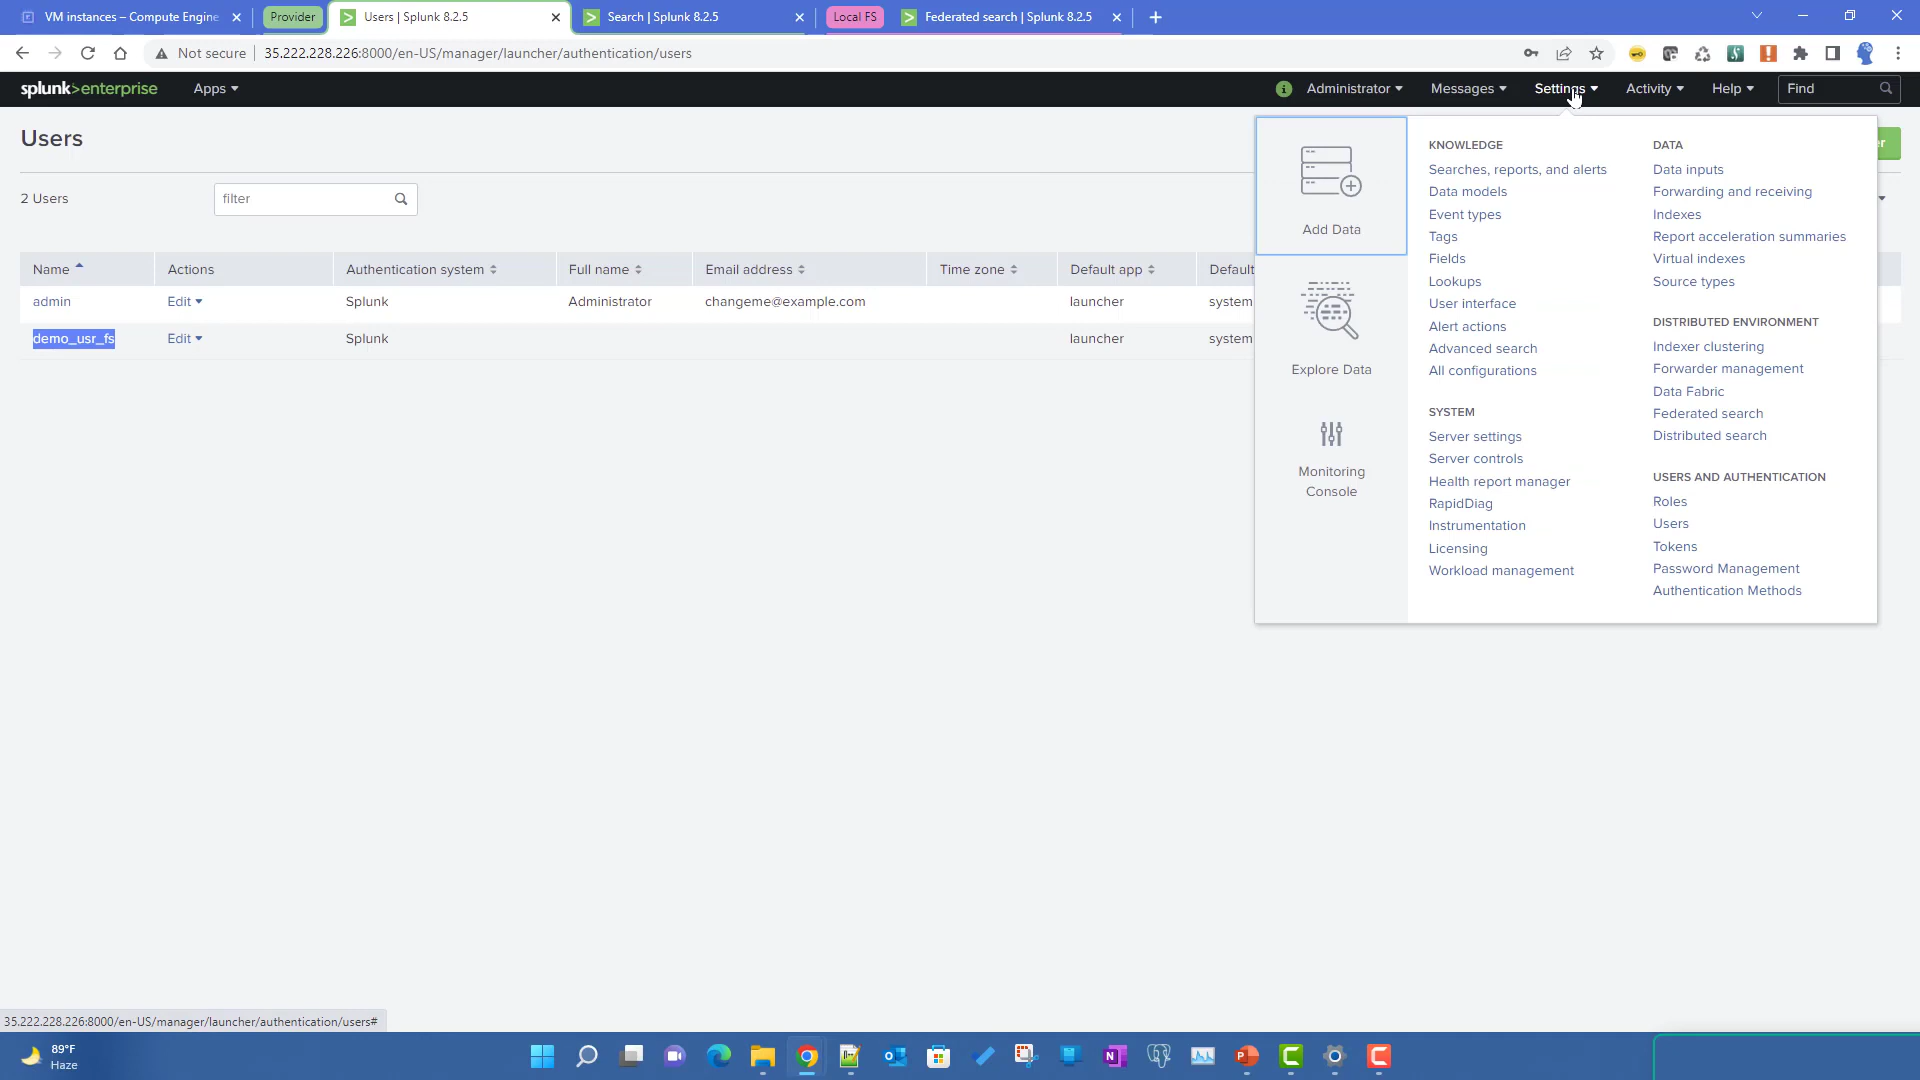 VM instances – Compute Engine
Provider
Users | Splunk 8.2.5
Search | Splunk 8.2.5
Local FS
Federated search | Splunk 8.2.5
Not secure
35.222.228.226:8000/en-US/manager/launcher/authentication/users
splunk>enterprise
Apps
Administrator
Messages
Settings
Activity
Help
Find
Users
2 Users
filter
Name
Actions
Authentication system
Full name
Email address
Time zone
Default app
Default
admin
Edit
Splunk
Administrator
changeme@example.com
launcher
system
demo_usr_fs
Edit
Splunk
launcher
system
Add Data
Explore Data
Monitoring
Console
KNOWLEDGE
Searches, reports, and alerts
Data models
Event types
Tags
Fields
Lookups
User interface
Alert actions
Advanced search
All configurations
SYSTEM
Server settings
Server controls
Health report manager
RapidDiag
Instrumentation
Licensing
Workload management
DATA
Data inputs
Forwarding and receiving
Indexes
Report acceleration summaries
Virtual indexes
Source types
DISTRIBUTED ENVIRONMENT
Indexer clustering
Forwarder management
Data Fabric
Federated search
Distributed search
USERS AND AUTHENTICATION
Roles
Users
Tokens
Password Management
Authentication Methods
35.222.228.226:8000/en-US/manager/launcher/authentication/users#
89°F
Haze